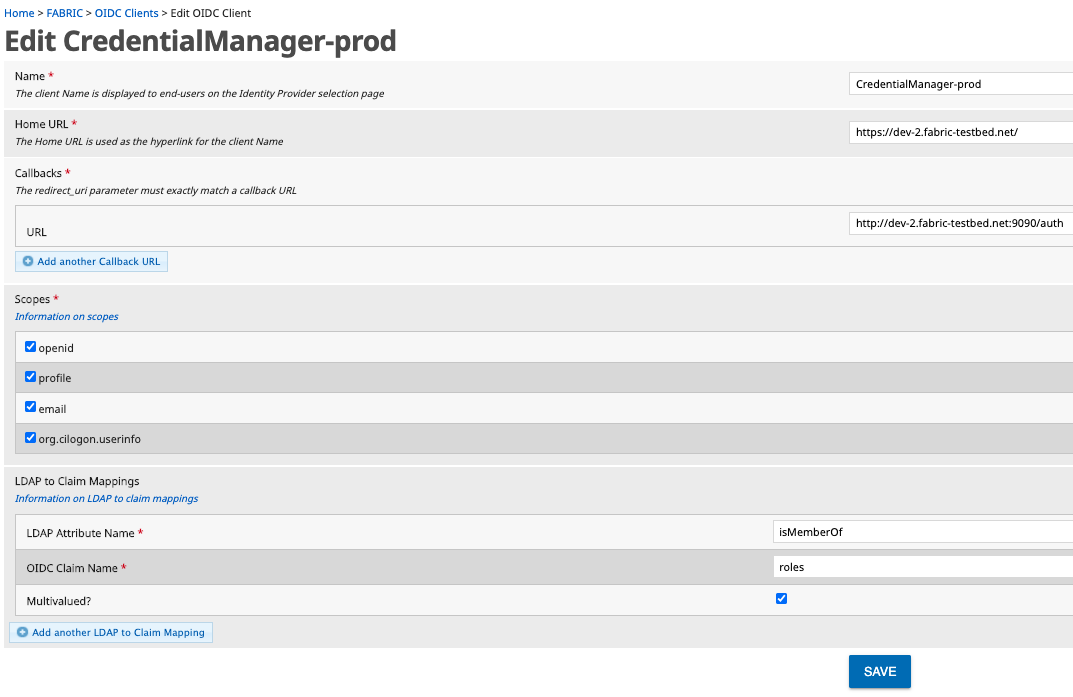 Home > FABRIC > OIDC Clients > Edit OIDC Client
Edit CredentialManager-prod
Name *
The client Name is displayed to end-users on the Identity Provider selection page
CredentialManager-prod
Home URL *
The Home URL is used as the hyperlink for the client Name
https://dev-2.fabric-testbed.net/
Callbacks *
The redirect_uri parameter must exactly match a callback URL
URL
http://dev-2.fabric-testbed.net:9090/auth
Add another Callback URL
Scopes *
Information on scopes
openid
profile
email
org.cilogon.userinfo
LDAP to Claim Mappings
Information on LDAP to claim mappings
LDAP Attribute Name *
isMemberOf
OIDC Claim Name *
roles
Multivalued?
Add another LDAP to Claim Mapping
SAVE